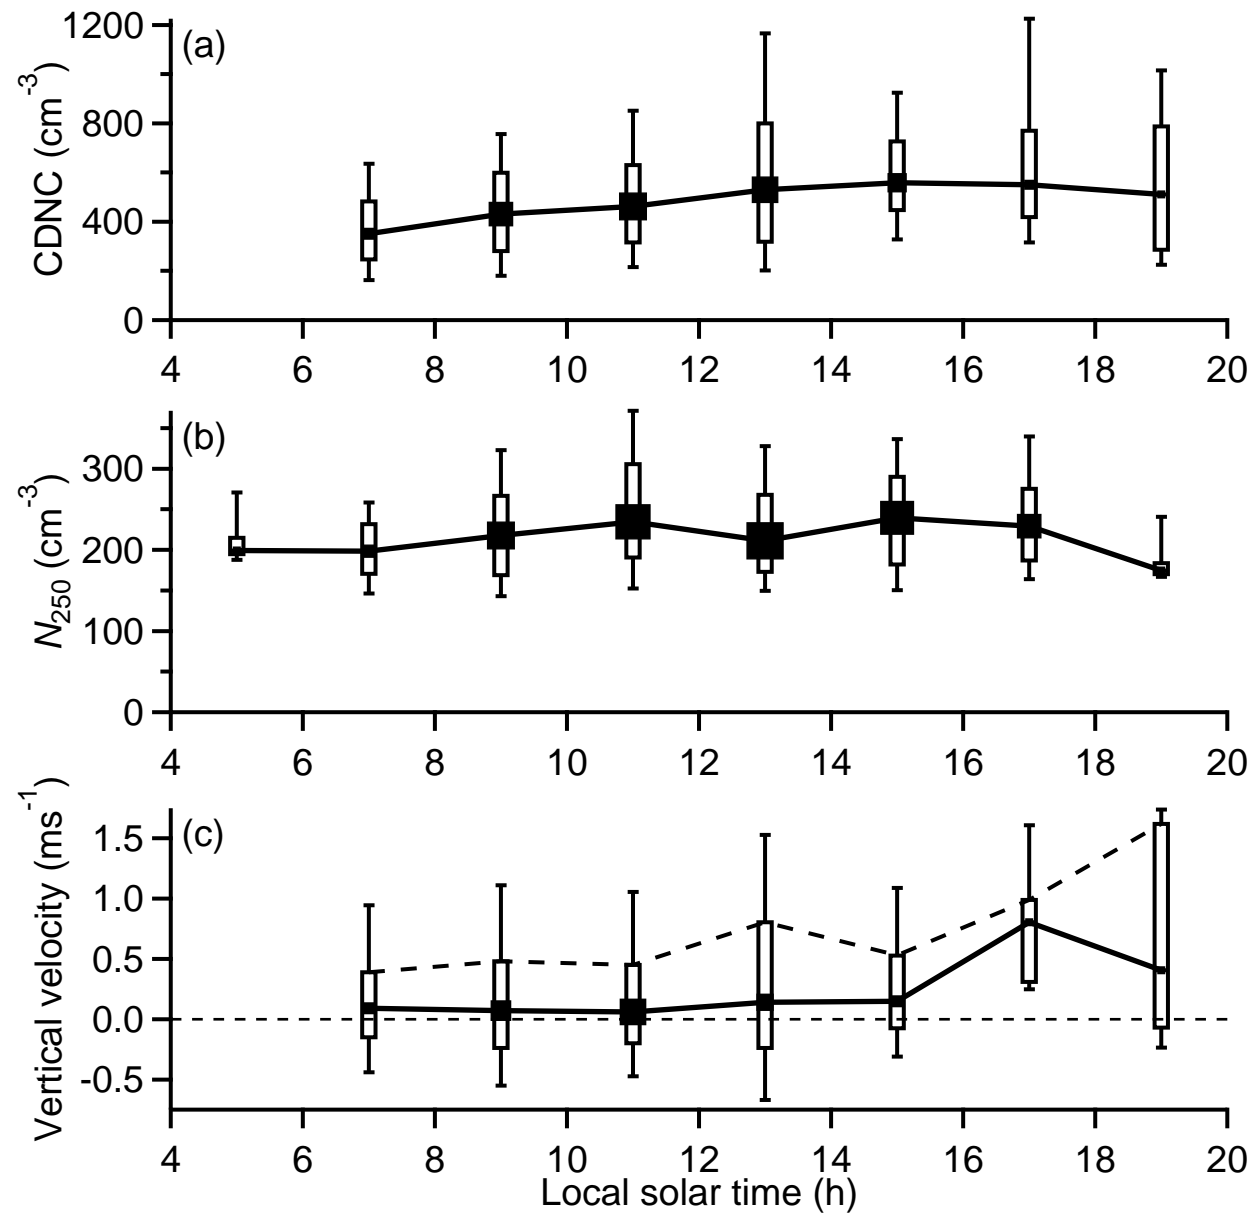 (a)
CDNC (cm-3)
1200
800
400
0
4 6 8 10 12 14 16 18 20
(b)
N250 (cm-3)
300
200
100
0
4 6 8 10 12 14 16 18 20
(c)
Vertical velocity (ms-1)
1.5
1.0
0.5
0.0
-0.5
4 6 8 10 12 14 16 18 20
Local solar time (h)